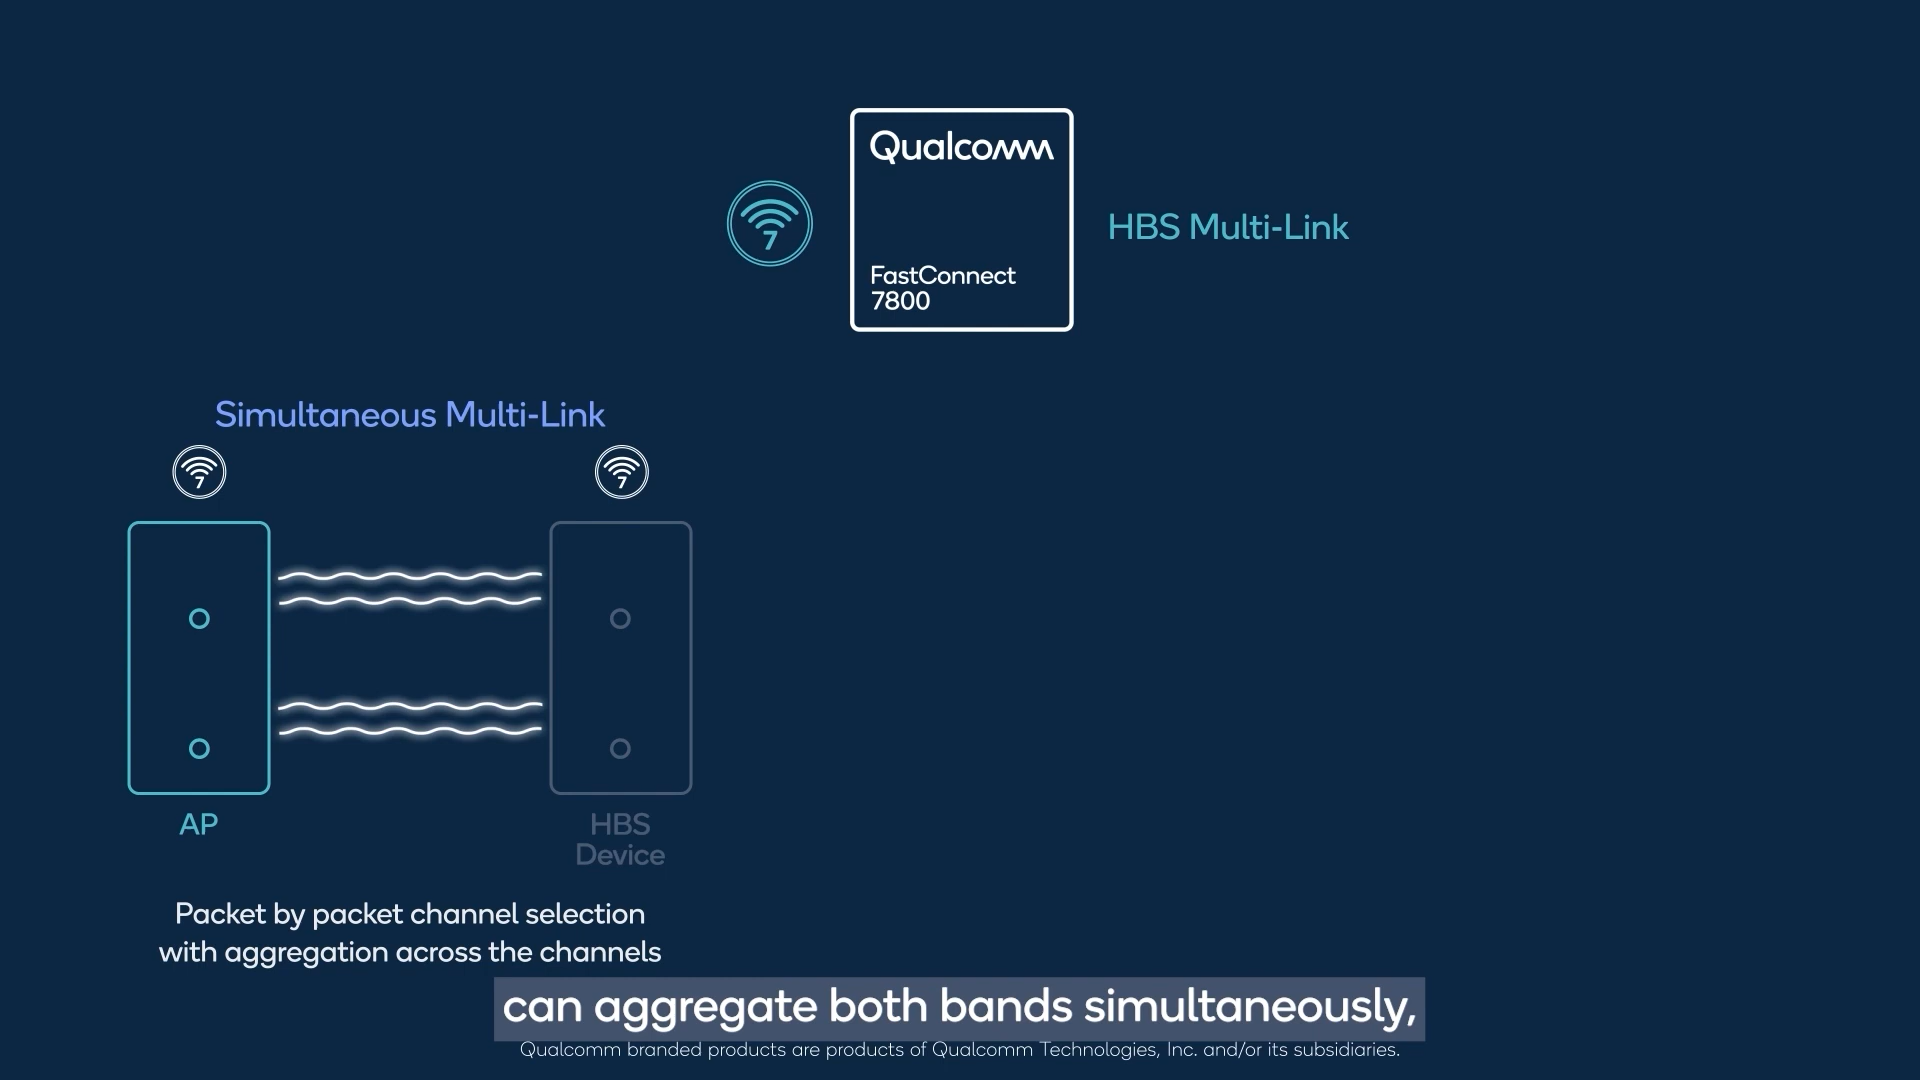 Qualcomm
7
HBS Multi-Link
FastConnect
7800
Simultaneous Multi-Link
7
7
AP
HBS
Device
Packet by packet channel selection
with aggregation across the channels
can aggregate both bands simultaneously,
Qualcomm branded products are products of Qualcomm Technologies, Inc. and/or its subsidiaries.